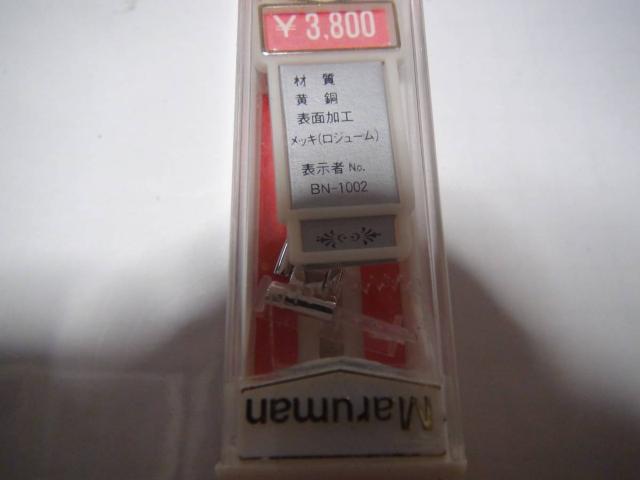 ¥3,800
材質
黄銅
表面加工
メッキ(ロジューム)
表示者 No.
BN-1002
Maruman